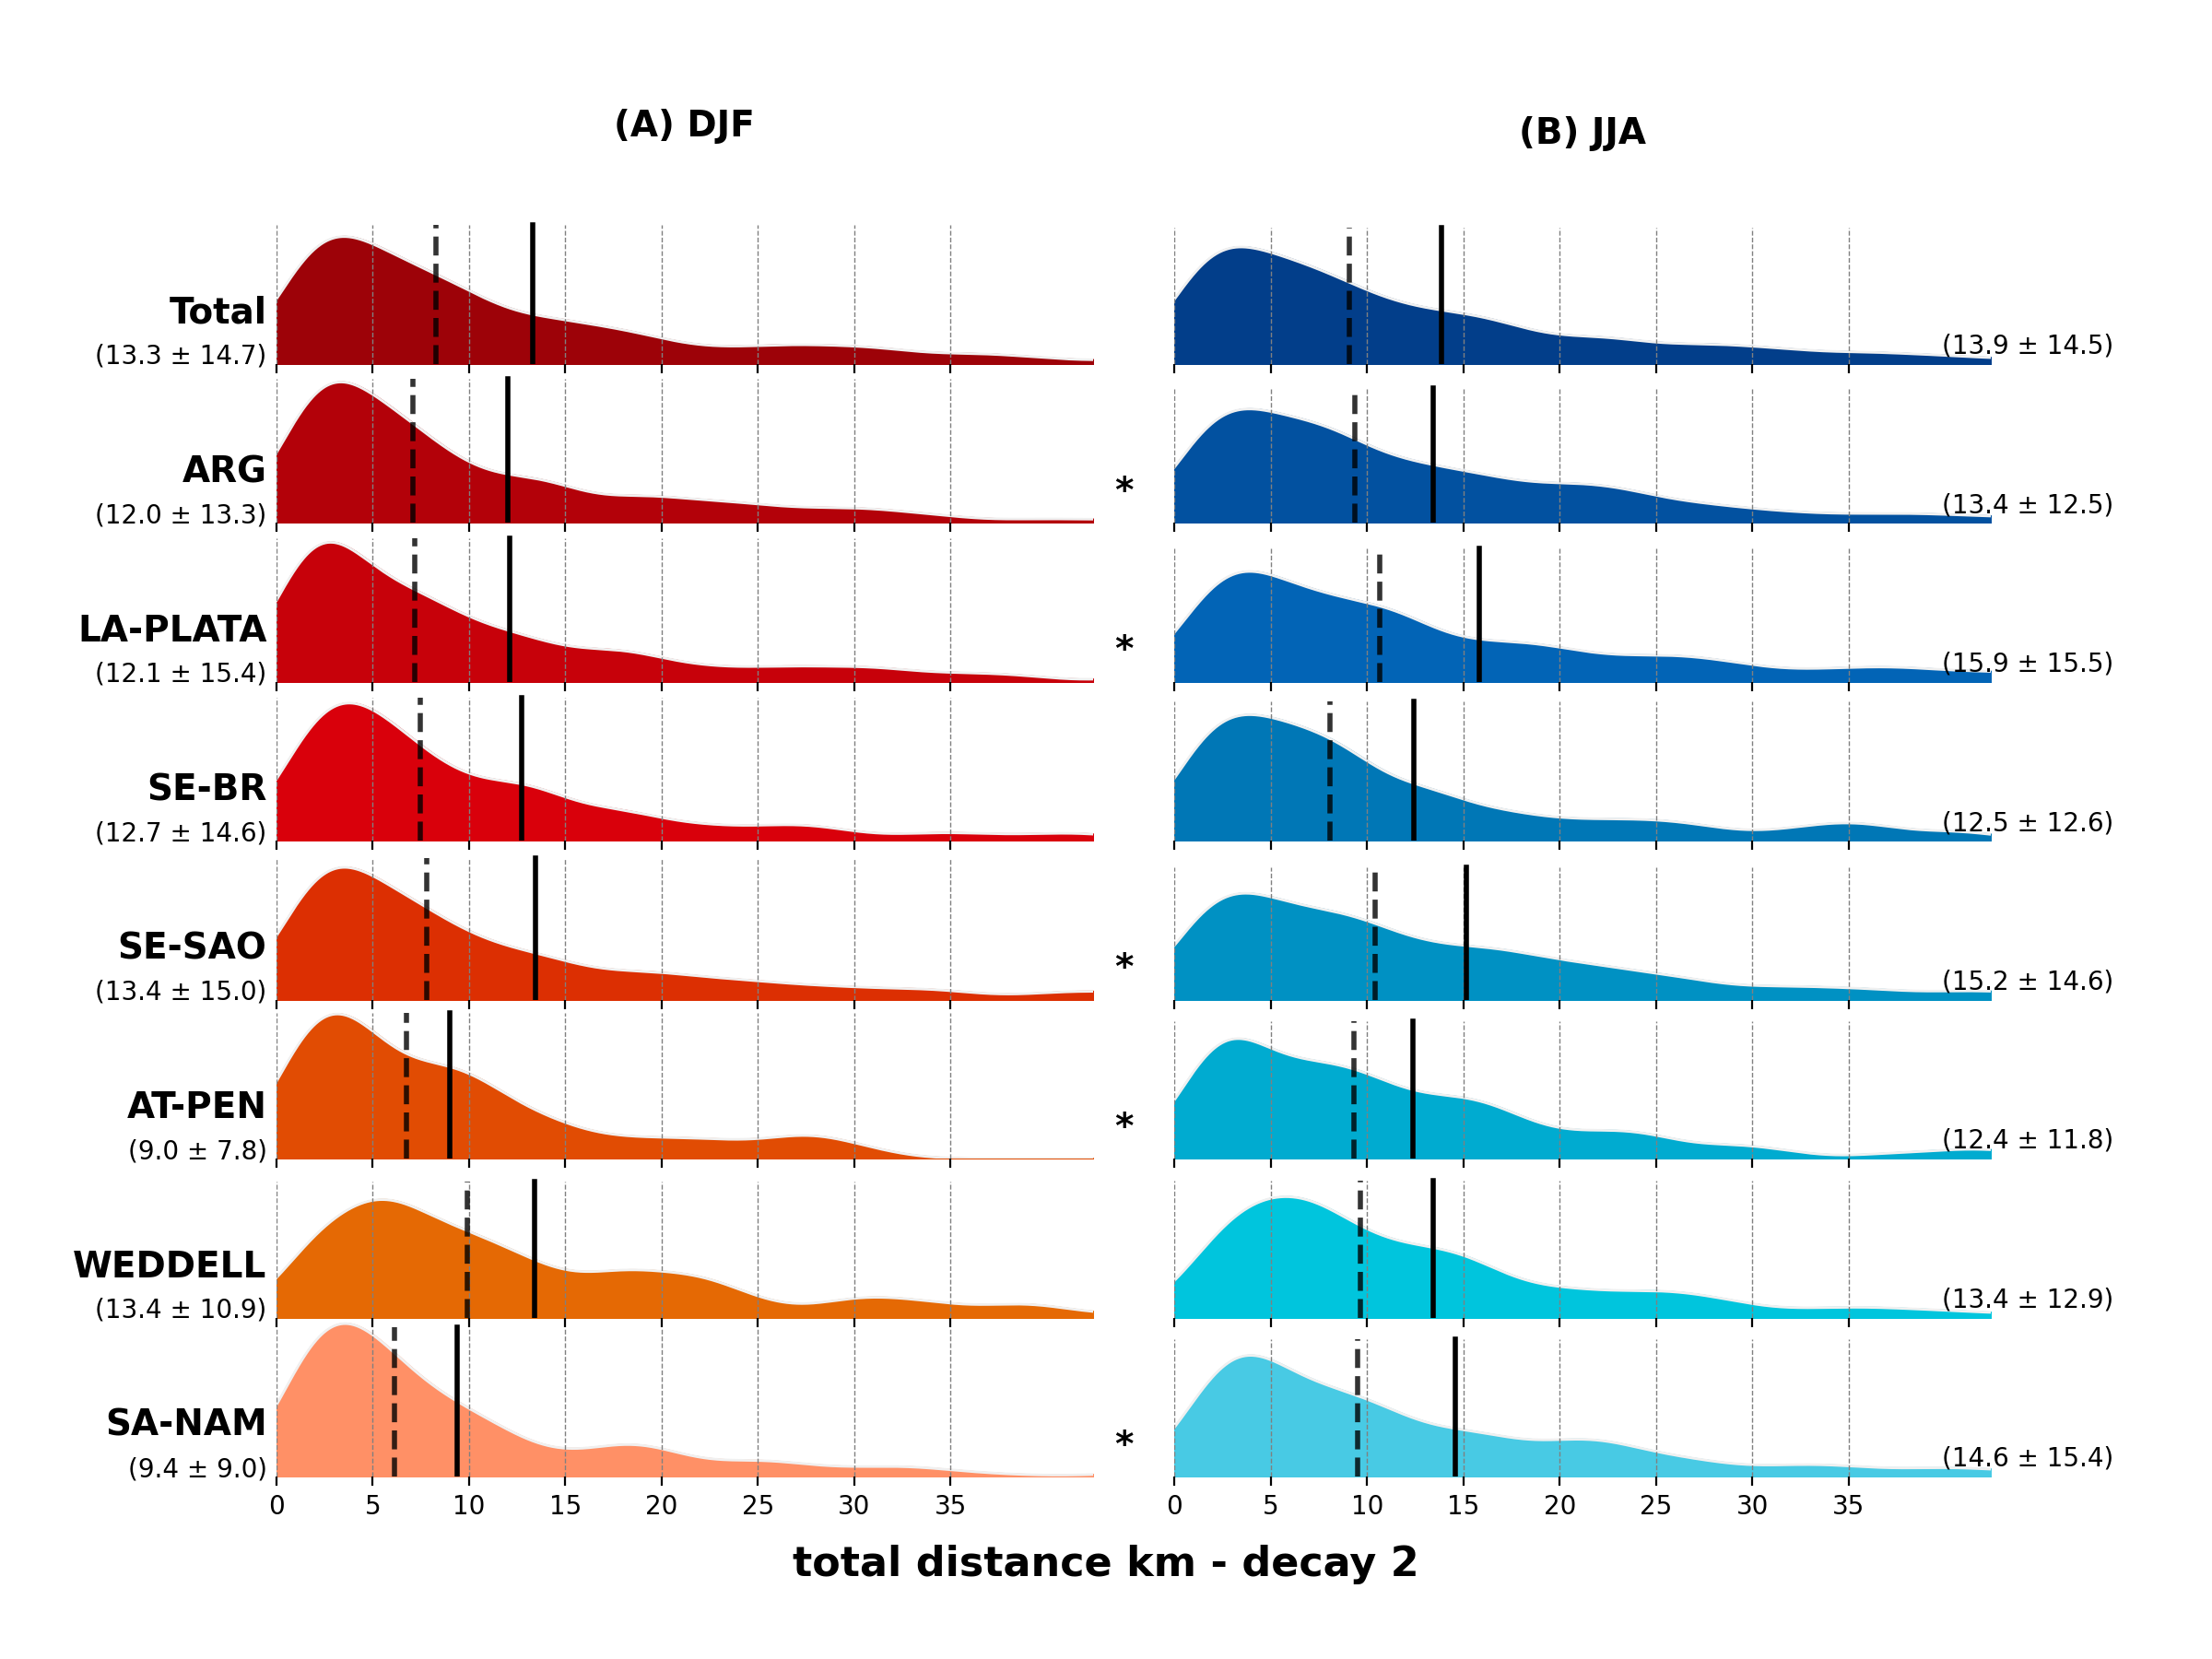 (A) DJF
(B) JJA
Total
(13.3 ± 14.7)
(13.9 ± 14.5)
ARG
(12.0 ± 13.3)
*
(13.4 ± 12.5)
LA-PLATA
(12.1 ± 15.4)
*
(15.9 ± 15.5)
SE-BR
(12.7 ± 14.6)
(12.5 ± 12.6)
SE-SAO
(13.4 ± 15.0)
*
(15.2 ± 14.6)
AT-PEN
(9.0 ± 7.8)
*
(12.4 ± 11.8)
WEDDELL
(13.4 ± 10.9)
(13.4 ± 12.9)
SA-NAM
(9.4 ± 9.0)
*
(14.6 ± 15.4)
0 5 10 15 20 25 30 35
0 5 10 15 20 25 30 35
total distance km - decay 2